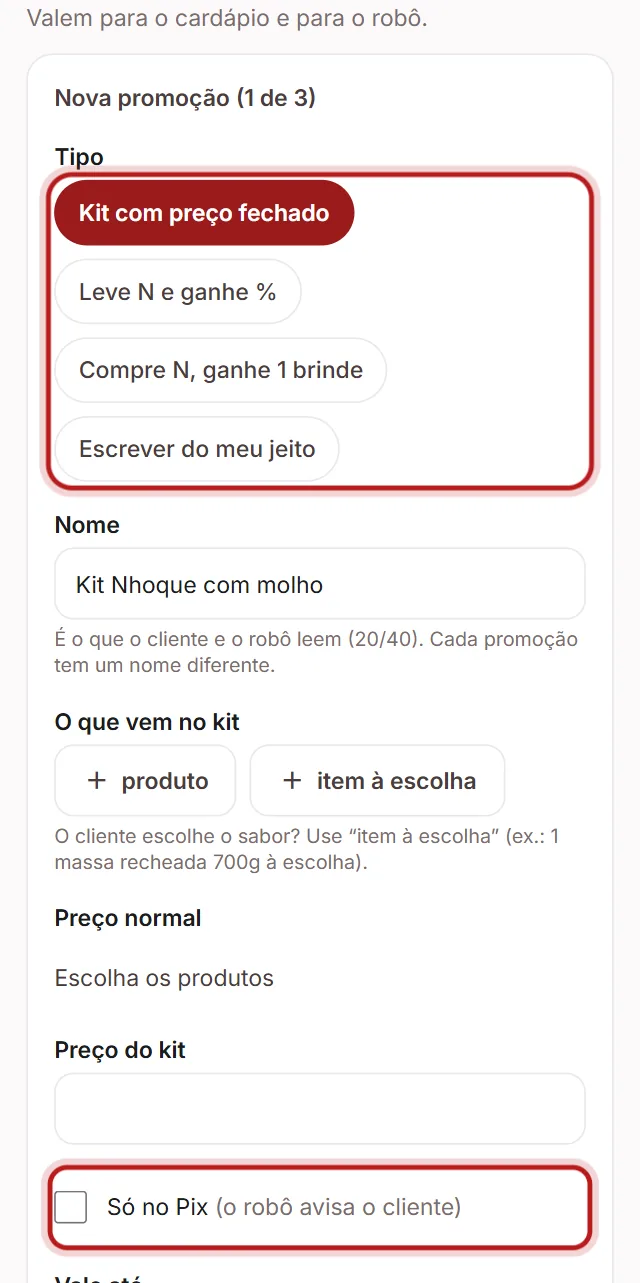 Valem para o cardápio e para o robô.
Nova promoção (1 de 3)
Tipo
Kit com preço fechado
Leve N e ganhe %
Compre N, ganhe 1 brinde
Escrever do meu jeito
Nome
Kit Nhoque com molho
É o que o cliente e o robô leem (20/40). Cada promoção
tem um nome diferente.
O que vem no kit
+ produto
+ item à escolha
O cliente escolhe o sabor? Use “item à escolha” (ex.: 1
massa recheada 700g à escolha).
Preço normal
Escolha os produtos
Preço do kit
Só no Pix (o robô avisa o cliente)
Vale até